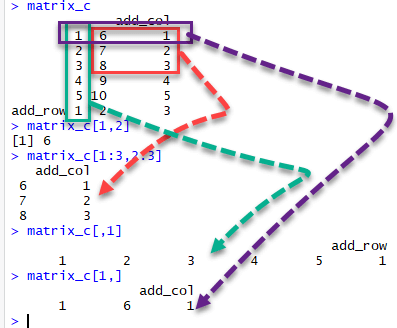 > matrix_c
add_col
1 6 1
2 7 2
3 8 3
4 9 4
5 10 5
add_row 1 2 3
> matrix_c[1,2]
[1] 6
> matrix_c[1:3,2:3]
add_col
6 1
7 2
8 3
> matrix_c[,1]
add_row
1 2 3 4 5 1
> matrix_c[1,]
add_col
1 6 1
>